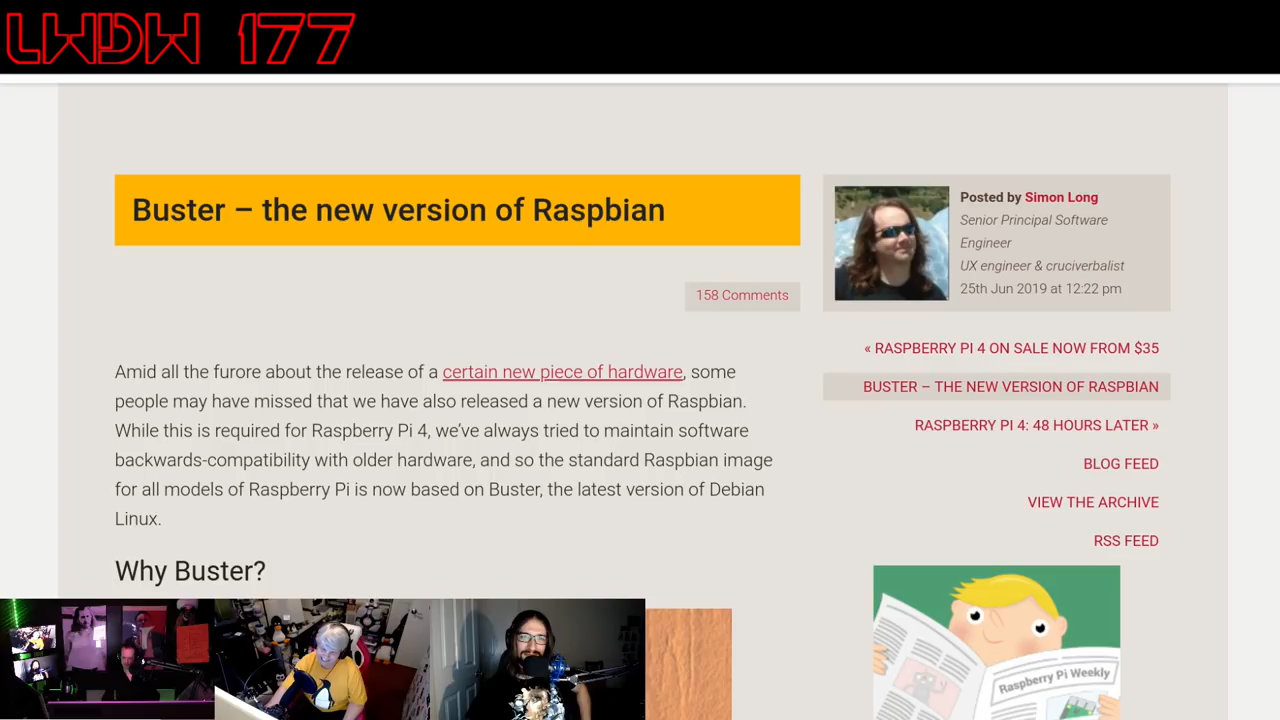 LWDW 177
Buster – the new version of Raspbian
158 Comments
Amid all the furore about the release of a certain new piece of hardware, some
people may have missed that we have also released a new version of Raspbian.
While this is required for Raspberry Pi 4, we've always tried to maintain software
backwards-compatibility with older hardware, and so the standard Raspbian image
for all models of Raspberry Pi is now based on Buster, the latest version of Debian
Linux.
Why Buster?
Posted by Simon Long
Senior Principal Software
Engineer
UX engineer & cruciverbalist
25th Jun 2019 at 12:22 pm
« RASPBERRY PI 4 ON SALE NOW FROM $35
BUSTER – THE NEW VERSION OF RASPBIAN
RASPBERRY PI 4: 48 HOURS LATER »
BLOG FEED
VIEW THE ARCHIVE
RSS FEED
Raspberry Pi Weekly